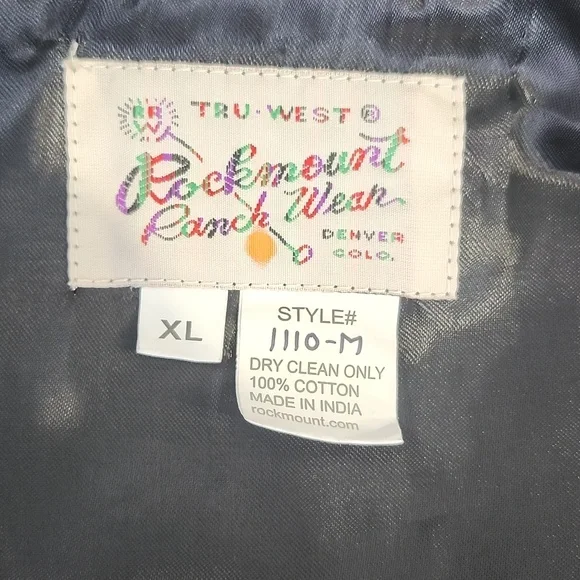 RR
W
TRU-WEST ®
Rockmount
Ranch Wear
DENVER
COLO.
XL
STYLE#
1110-M
DRY CLEAN ONLY
100% COTTON
MADE IN INDIA
rockmount.com